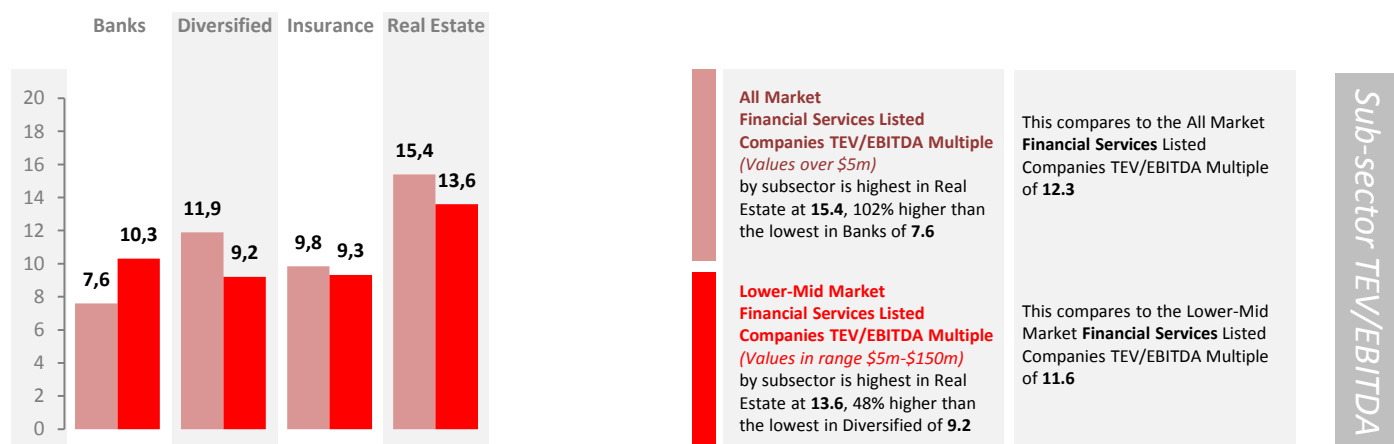 Banks Diversified Insurance Real Estate
20
18
16
14
12
10
8
6
4
2
0
7,6
10,3
11,9
9,2
9,8
9,3
15,4
13,6
All Market
Financial Services Listed
Companies TEV/EBITDA Multiple
(Values over $5m)
by subsector is highest in Real
Estate at 15.4, 102% higher than
the lowest in Banks of 7.6
This compares to the All Market
Financial Services Listed
Companies TEV/EBITDA Multiple
of 12.3
Lower-Mid Market
Financial Services Listed
Companies TEV/EBITDA Multiple
(Values in range $5m-$150m)
by subsector is highest in Real
Estate at 13.6, 48% higher than
the lowest in Diversified of 9.2
This compares to the Lower-Mid
Market Financial Services Listed
Companies TEV/EBITDA Multiple
of 11.6
Sub-sector TEV/EBITDA